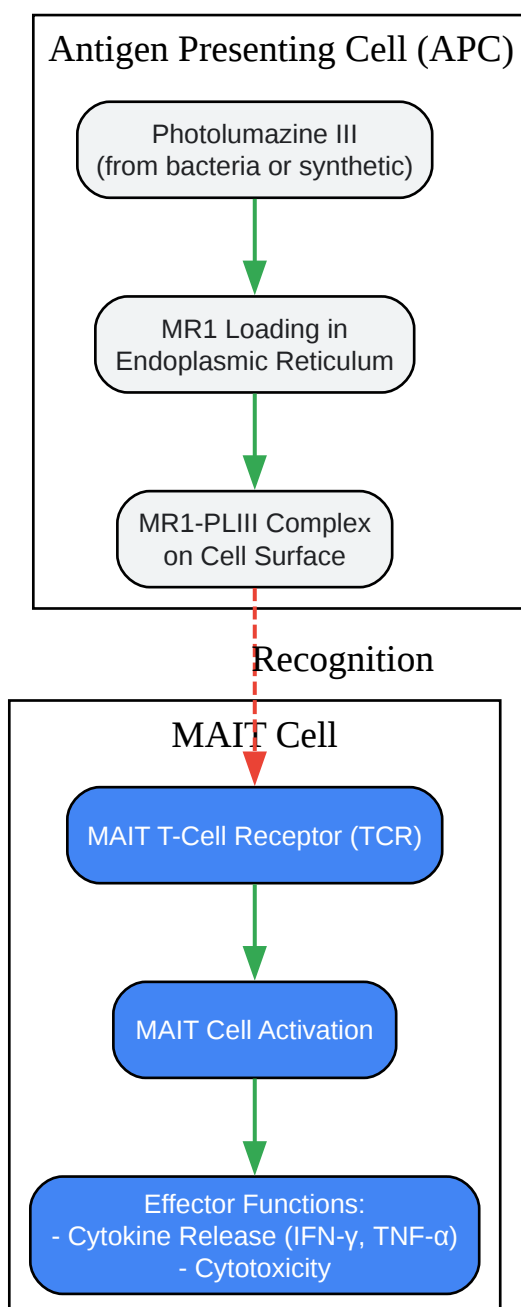 Antigen Presenting Cell (APC)
Photolumazine III
(from bacteria or synthetic)
MR1 Loading in
Endoplasmic Reticulum
MR1-PLIII Complex
on Cell Surface
Recognition
MAIT Cell
MAIT T-Cell Receptor (TCR)
MAIT Cell Activation
Effector Functions:
- Cytokine Release (IFN-γ, TNF-α)
- Cytotoxicity